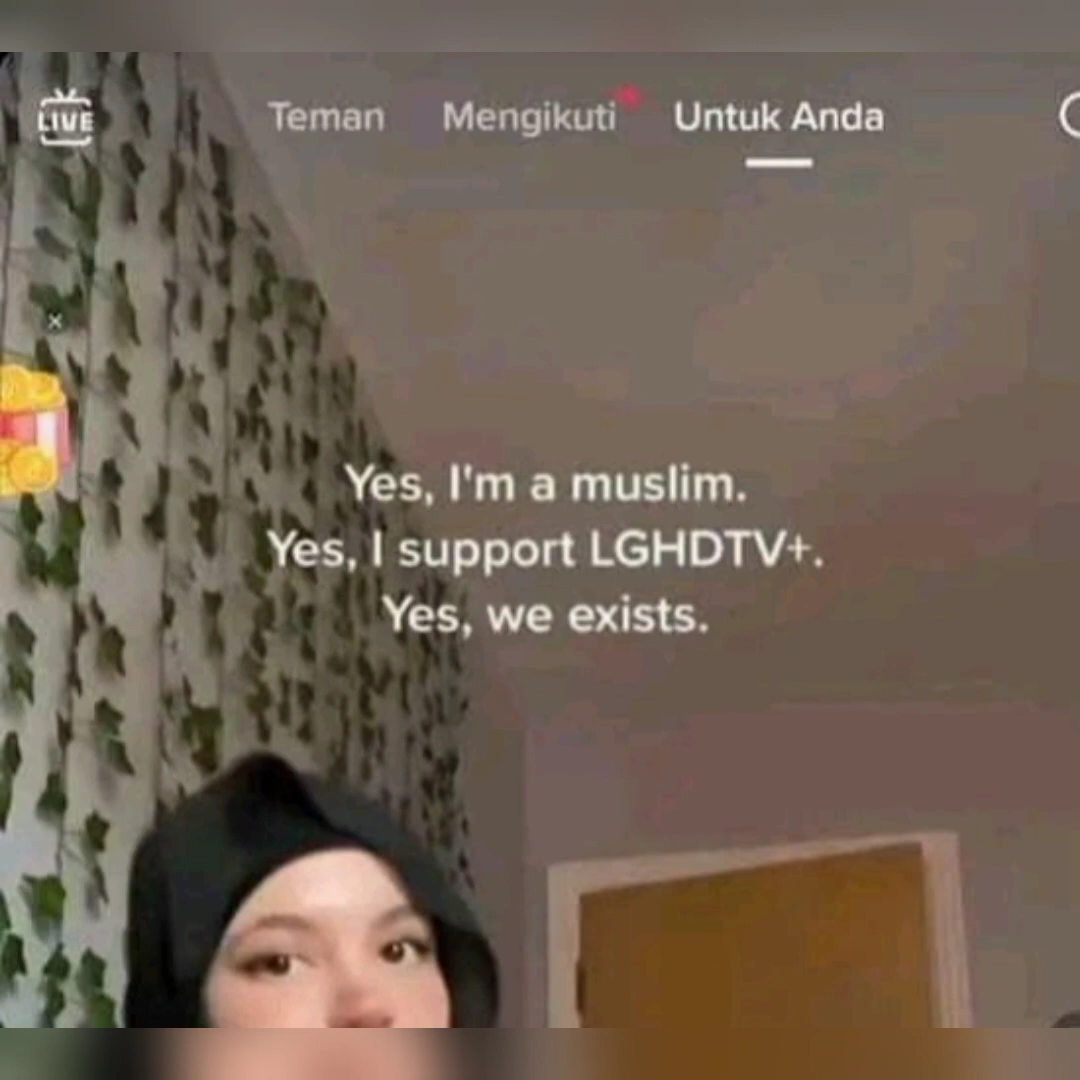 LIVE
Teman Mengikuti Untuk Anda
Yes, I'm a muslim.
Yes, I support LGHDTV+.
Yes, we exists.